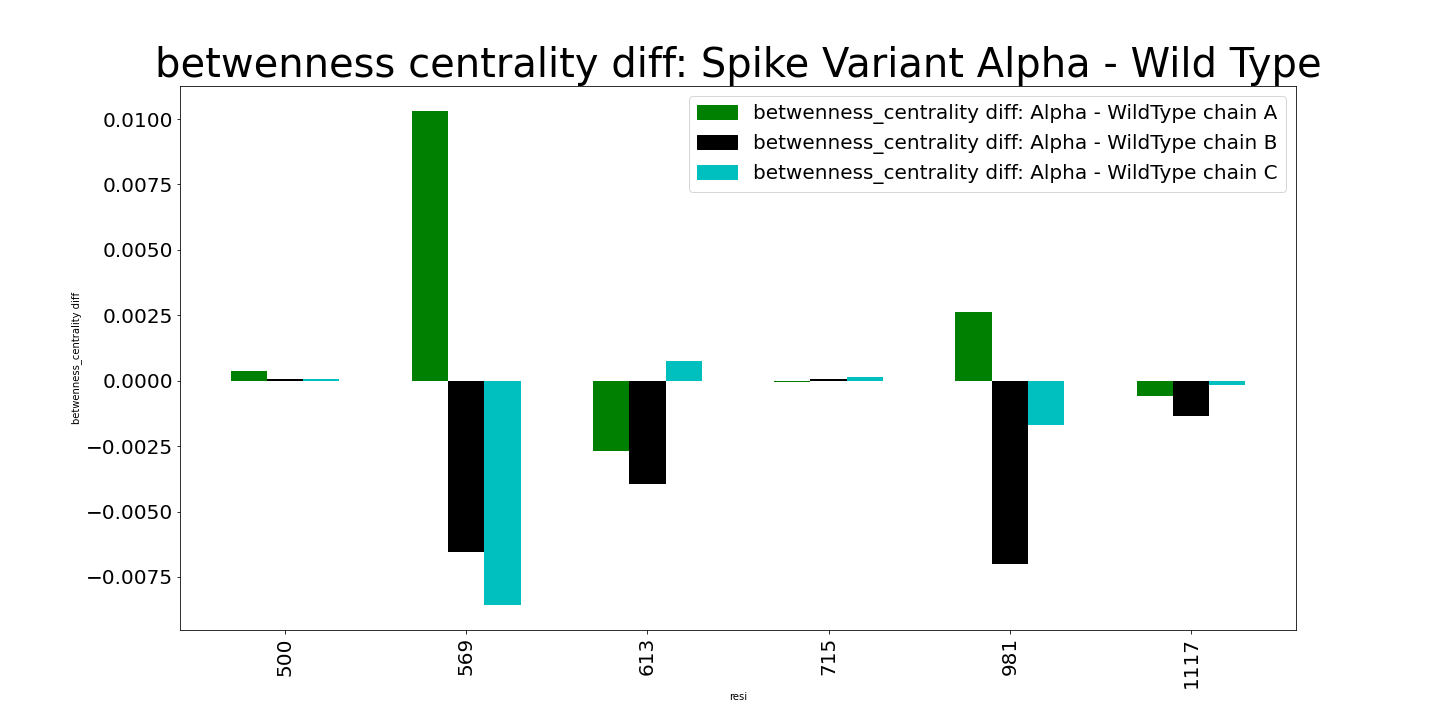 betwenness centrality diff: Spike Variant Alpha - Wild Type
betwenness_centrality diff: Alpha - WildType chain A
betwenness_centrality diff: Alpha - WildType chain B
betwenness_centrality diff: Alpha - WildType chain C
0.0100
0.0075
0.0050
0.0025
0.0000
−0.0025
−0.0050
−0.0075
betwenness_centrality diff
500
569
613
715
981
1117
resi